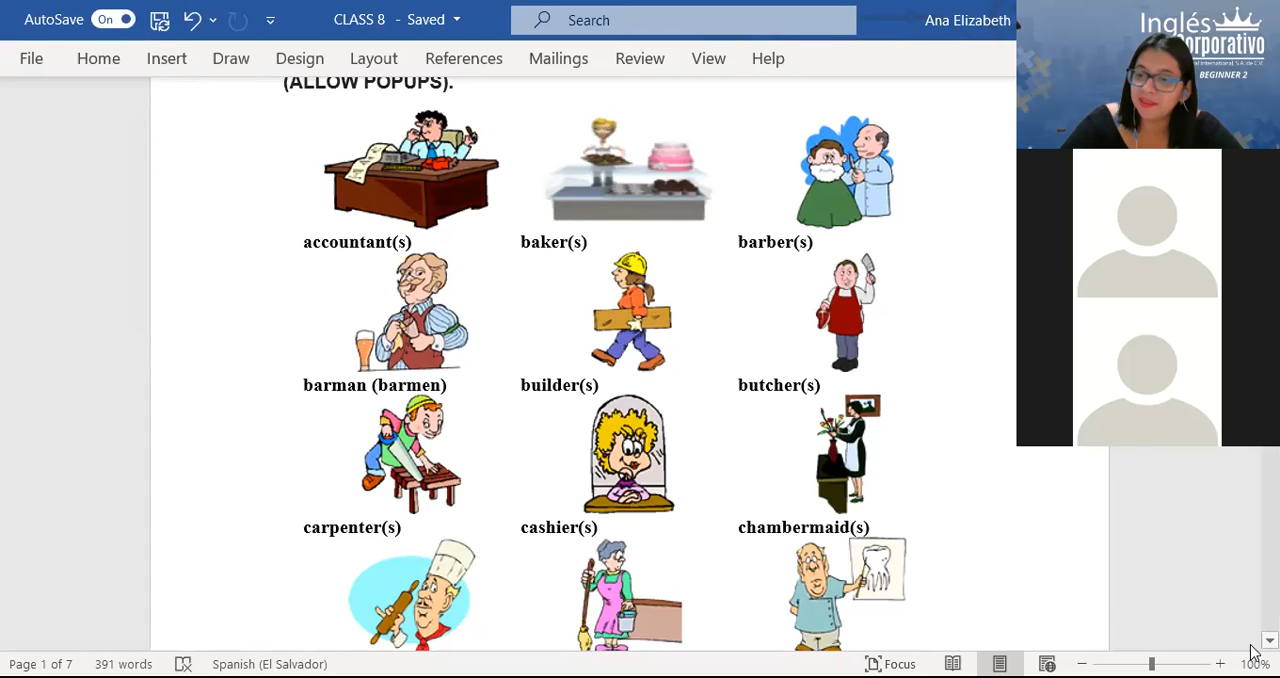 AutoSave On CLASS 8 - Saved Search Ana Elizabeth
File Home Insert Draw Design Layout References Mailings Review View Help
Inglés
Corporativo
BEGINNER 2
(ALLOW POPUPS).
accountant(s) baker(s) barber(s)
barman (barmen) builder(s) butcher(s)
carpenter(s) cashier(s) chambermaid(s)
Page 1 of 7 391 words Spanish (El Salvador) Focus 100%